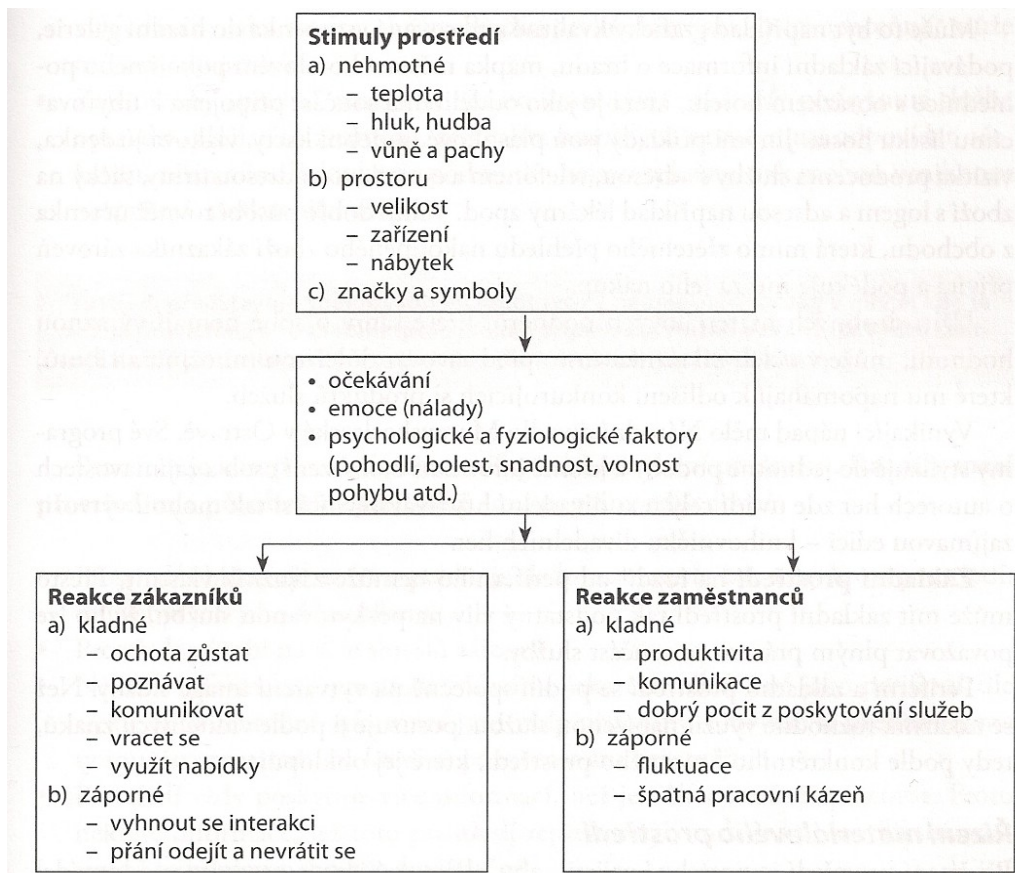 Stimuly prostředí
a) nehmotné
– teplota
– hluk, hudba
– vůně a pachy
b) prostoru
– velikost
– zařízení
– nábytek
c) značky a symboly
• očekávání
• emoce (nálady)
• psychologické a fyziologické faktory
(pohodlí, bolest, snadnost, volnost
pohybu atd.)
Reakce zákazníků
a) kladné
– ochota zůstat
– poznávat
– komunikovat
– vracet se
– využít nabídky
b) záporné
– vyhnout se interakci
– přání odejít a nevrátit se
Reakce zaměstnanců
a) kladné
– produktivita
– komunikace
– dobrý pocit z poskytování služeb
b) záporné
– fluktuace
– špatná pracovní kázeň